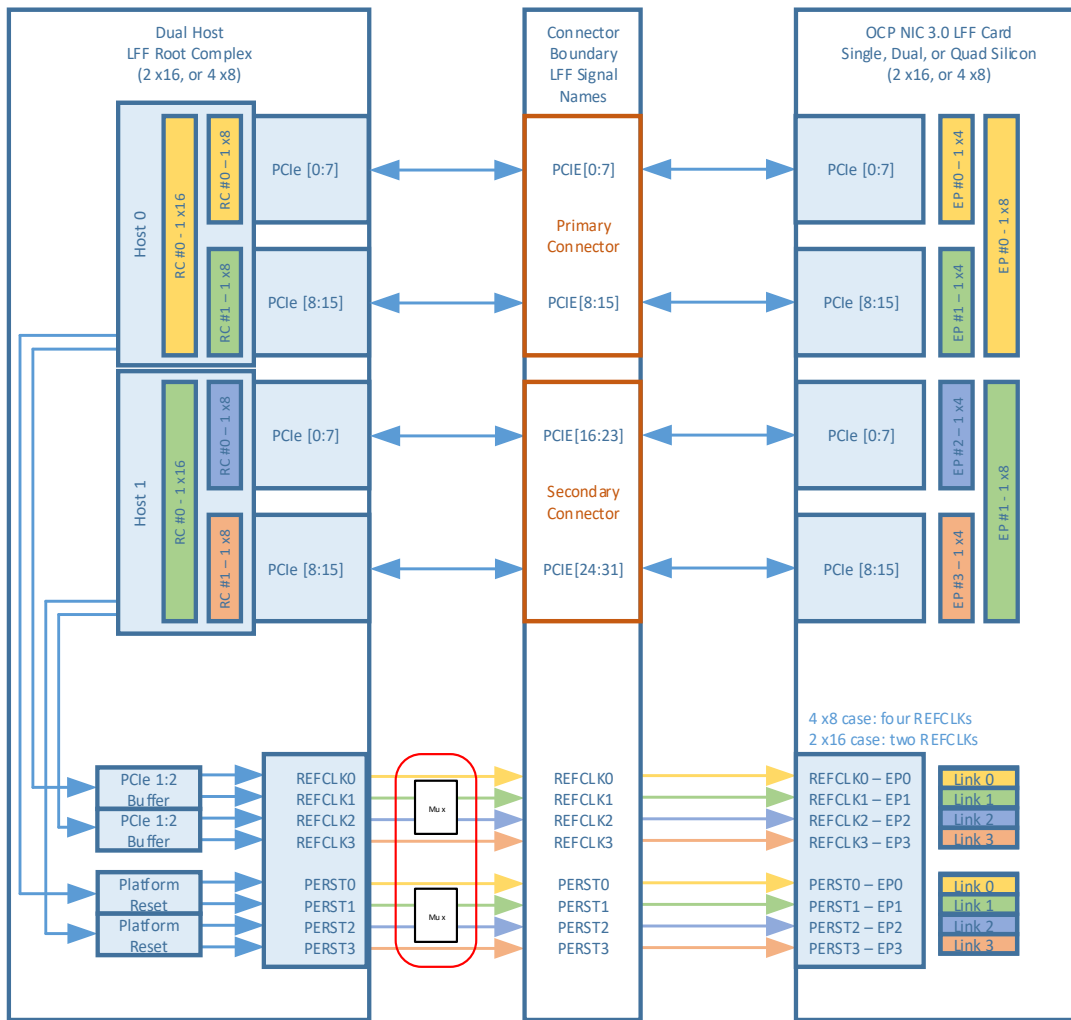 Dual Host
LFF Root Complex
(2 x16, or 4 x8)
Connector
Boundary
LFF Signal
Names
OCP NIC 3.0 LFF Card
Single, Dual, or Quad Silicon
(2 x16, or 4 x8)
Host 0
RC #0 - 1 x16
RC #0 – 1 x8
PCIe [0:7]
RC #1 – 1 x8
PCIe [8:15]
PCIE[0:7]
Primary
Connector
PCIE[8:15]
PCIe [0:7]
EP #0 – 1 x4
PCIe [8:15]
EP #1 – 1 x4
EP #0 - 1 x8
Host 1
RC #0 - 1 x16
RC #0 – 1 x8
PCIe [0:7]
RC #1 – 1 x8
PCIe [8:15]
PCIE[16:23]
Secondary
Connector
PCIE[24:31]
PCIe [0:7]
EP #2 – 1 x4
PCIe [8:15]
EP #3 – 1 x4
EP #1 - 1 x8
4 x8 case: four REFCLKs
2 x16 case: two REFCLKs
PCIe 1:2
Buffer
PCIe 1:2
Buffer
Platform
Reset
Platform
Reset
REFCLK0
REFCLK1
REFCLK2
REFCLK3
PERST0
PERST1
PERST2
PERST3
Mux
Mux
REFCLK0
REFCLK1
REFCLK2
REFCLK3
PERST0
PERST1
PERST2
PERST3
REFCLK0 – EP0
REFCLK1 – EP1
REFCLK2 – EP2
REFCLK3 – EP3
PERST0 – EP0
PERST1 – EP1
PERST2 – EP2
PERST3 – EP3
Link 0
Link 1
Link 2
Link 3
Link 0
Link 1
Link 2
Link 3